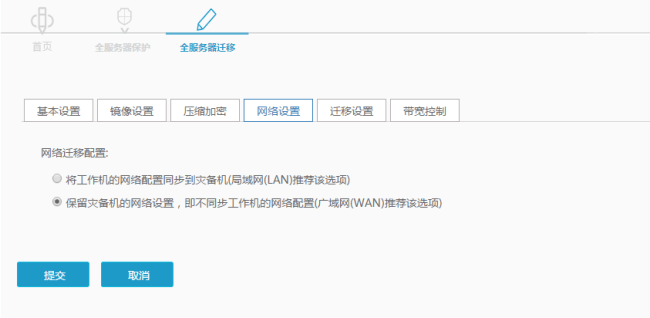 首页
全服务器保护
全服务器迁移
基本设置
镜像设置
压缩加密
网络设置
迁移设置
带宽控制
网络迁移配置:
将工作机的网络配置同步到灾备机(局域网(LAN)推荐该选项)
保留灾备机的网络设置，即不同步工作机的网络配置(广域网(WAN)推荐该选项)
提交
取消